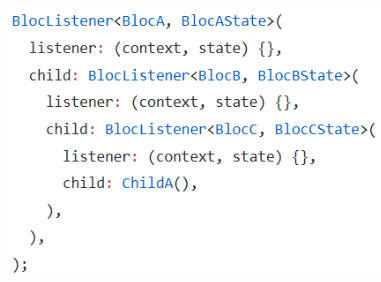 BlocListener<BlocA, BlocAState>(
  listener: (context, state) {},
  child: BlocListener<BlocB, BlocBState>(
    listener: (context, state) {},
    child: BlocListener<BlocC, BlocCState>(
      listener: (context, state) {},
      child: ChildA(),
    ),
  ),
);